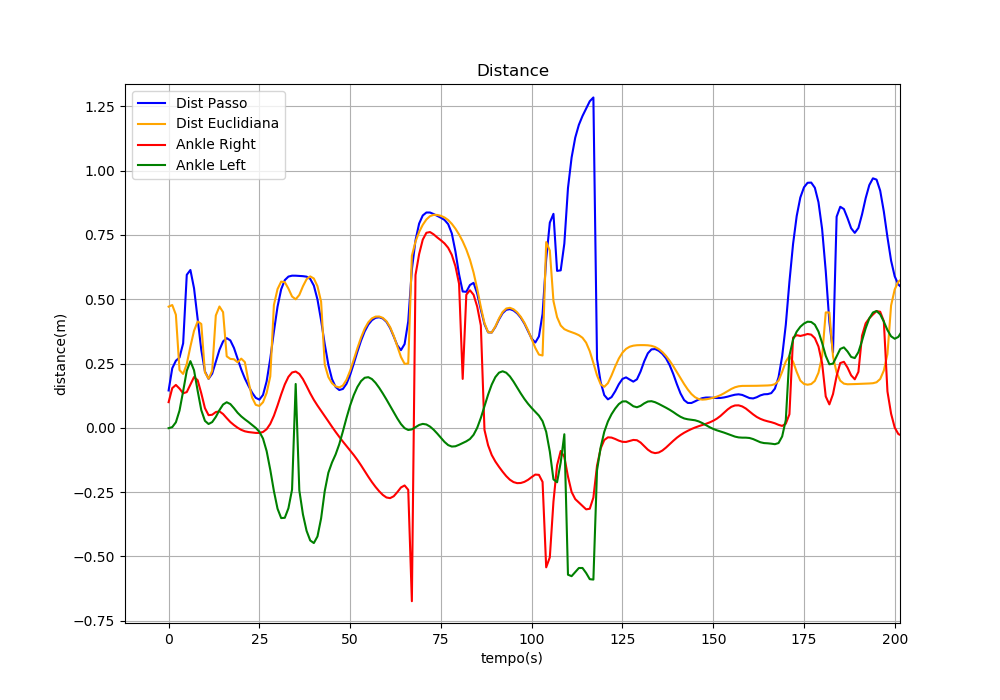 Distance
Dist Passo
Dist Euclidiana
Ankle Right
Ankle Left
distance(m)
1.25
1.00
0.75
0.50
0.25
0.00
−0.25
−0.50
−0.75
0 25 50 75 100 125 150 175 200
tempo(s)